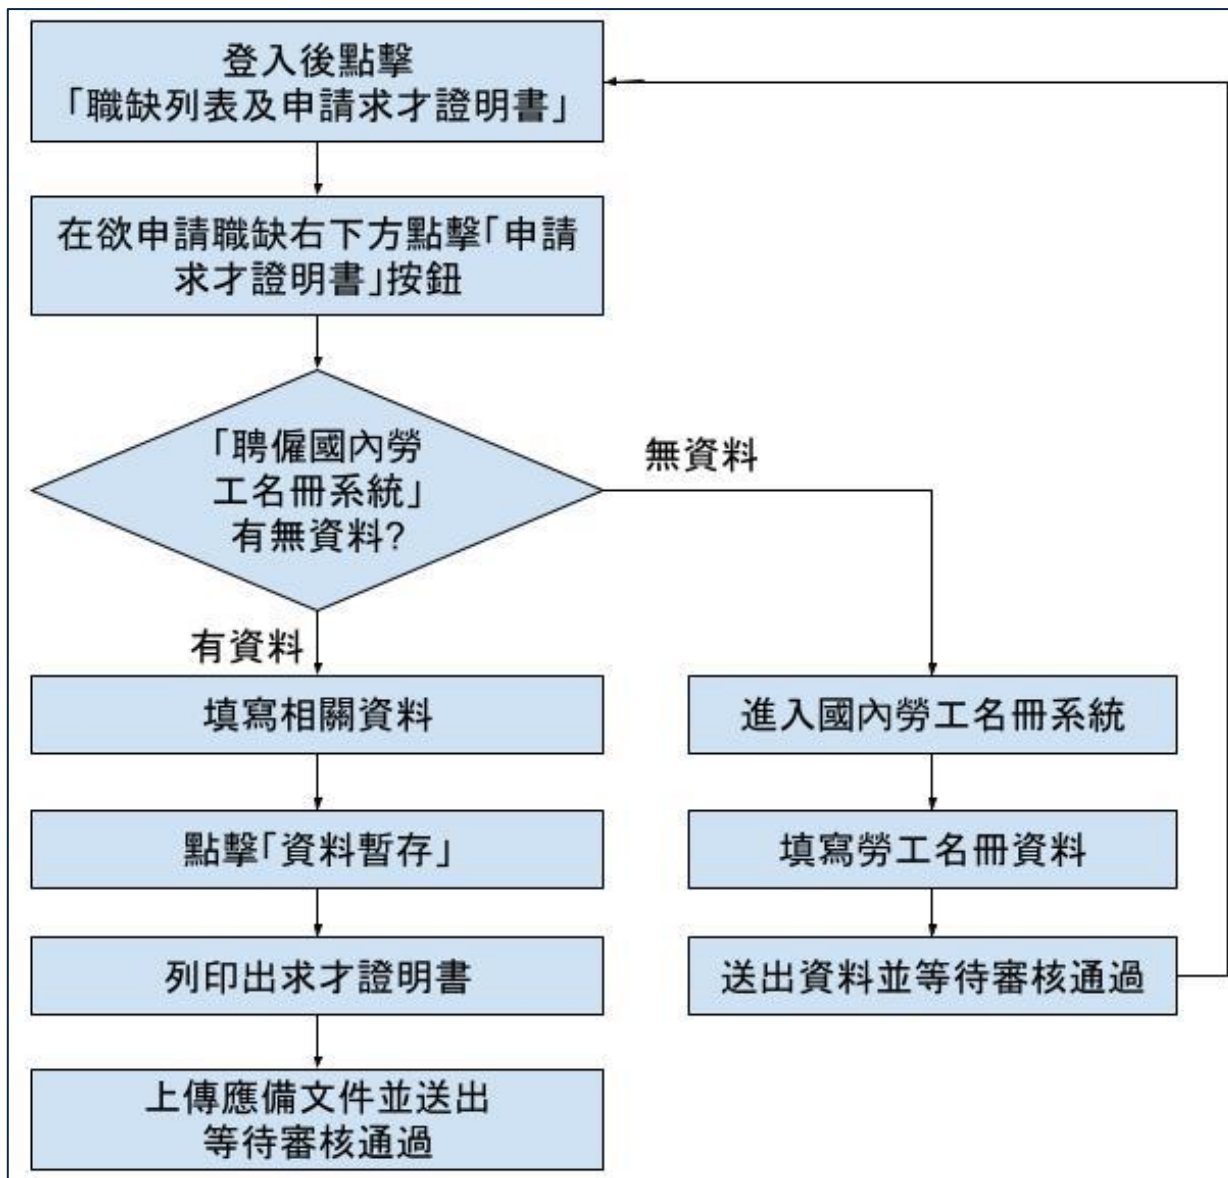 登入後點擊
「職缺列表及申請求才證明書」
在欲申請職缺右下方點擊「申請
求才證明書」按鈕
「聘僱國內勞
工名冊系統」
有無資料?
無資料
有資料
填寫相關資料
進入國內勞工名冊系統
點擊「資料暫存」
填寫勞工名冊資料
列印出求才證明書
送出資料並等待審核通過
上傳應備文件並送出
等待審核通過